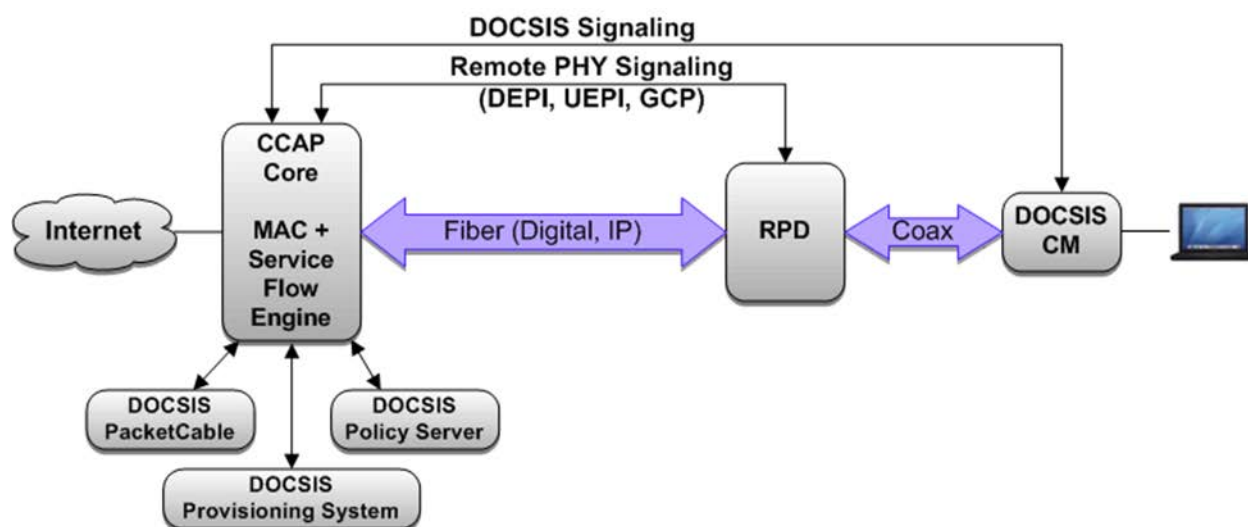 DOCSIS Signaling
Remote PHY Signaling
(DEPI, UEPI, GCP)
CCAP
Core
MAC +
Service
Flow
Engine
Internet
Fiber (Digital, IP)
RPD
Coax
DOCSIS
CM
DOCSIS
PacketCable
DOCSIS
Policy Server
DOCSIS
Provisioning System